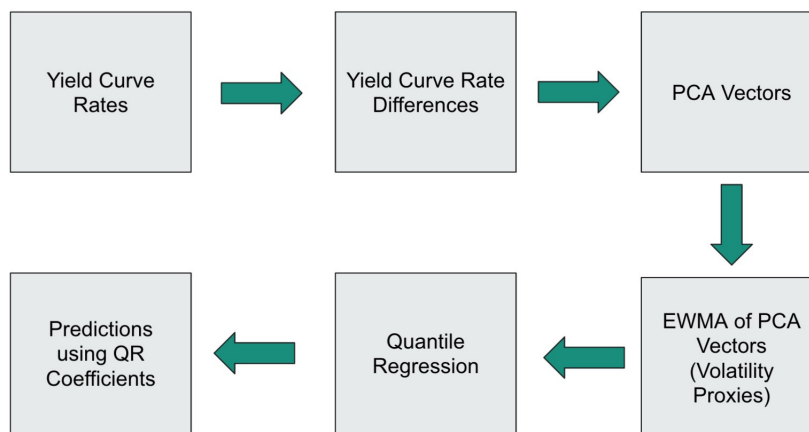 Yield Curve
Rates
Yield Curve Rate
Differences
PCA Vectors
EWMA of PCA
Vectors
(Volatility
Proxies)
Quantile
Regression
Predictions
using QR
Coefficients